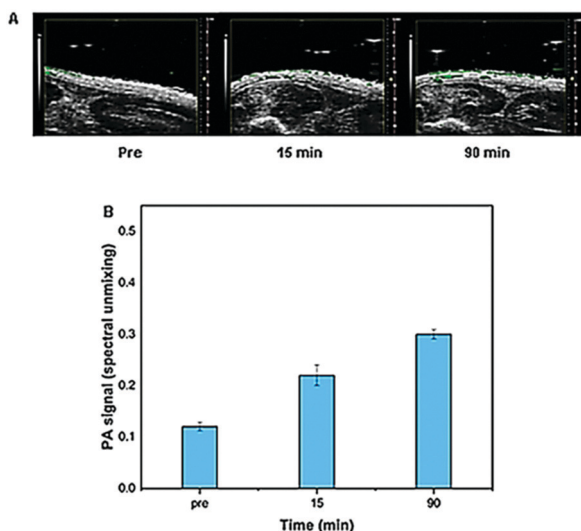 A
Pre 15 min 90 min
B
PA signal (spectral unmixing)
0.5
0.4
0.3
0.2
0.1
0.0
pre 15 90
Time (min)